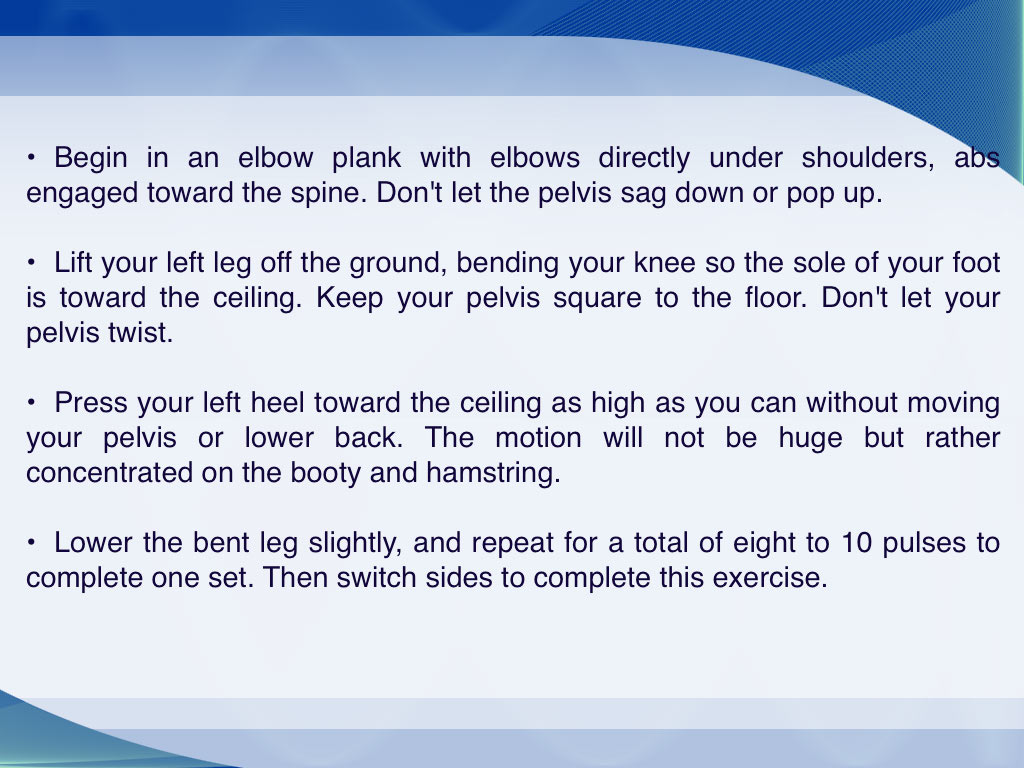 • Begin in an elbow plank with elbows directly under shoulders, abs
engaged toward the spine. Don't let the pelvis sag down or pop up.
• Lift your left leg off the ground, bending your knee so the sole of your foot
is toward the ceiling. Keep your pelvis square to the floor. Don't let your
pelvis twist.
• Press your left heel toward the ceiling as high as you can without moving
your pelvis or lower back. The motion will not be huge but rather
concentrated on the booty and hamstring.
• Lower the bent leg slightly, and repeat for a total of eight to 10 pulses to
complete one set. Then switch sides to complete this exercise.